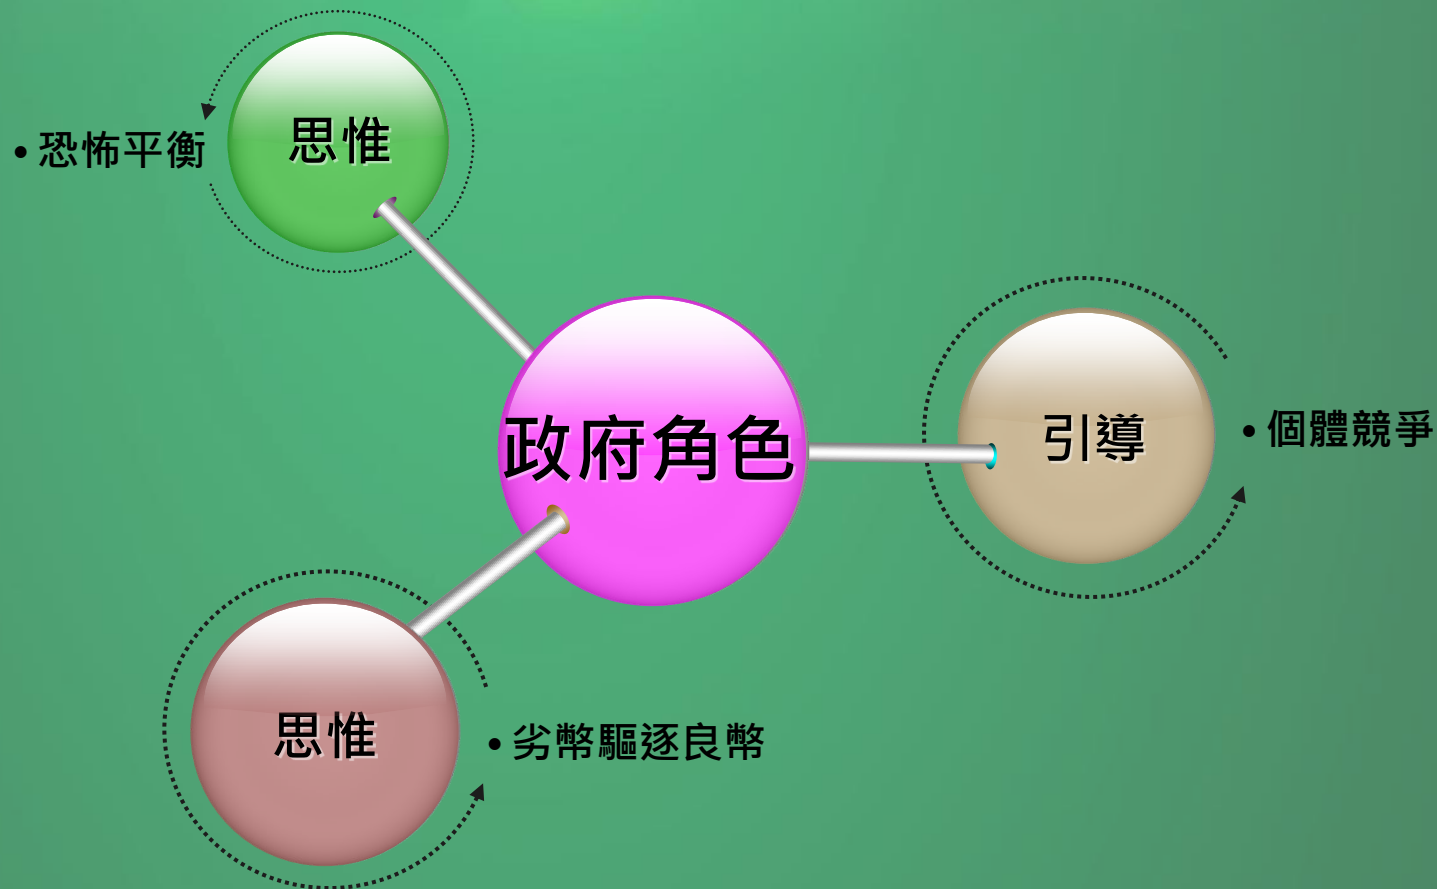 思惟
• 恐怖平衡
政府角色
引導
• 個體競爭
思惟
• 劣幣驅逐良幣